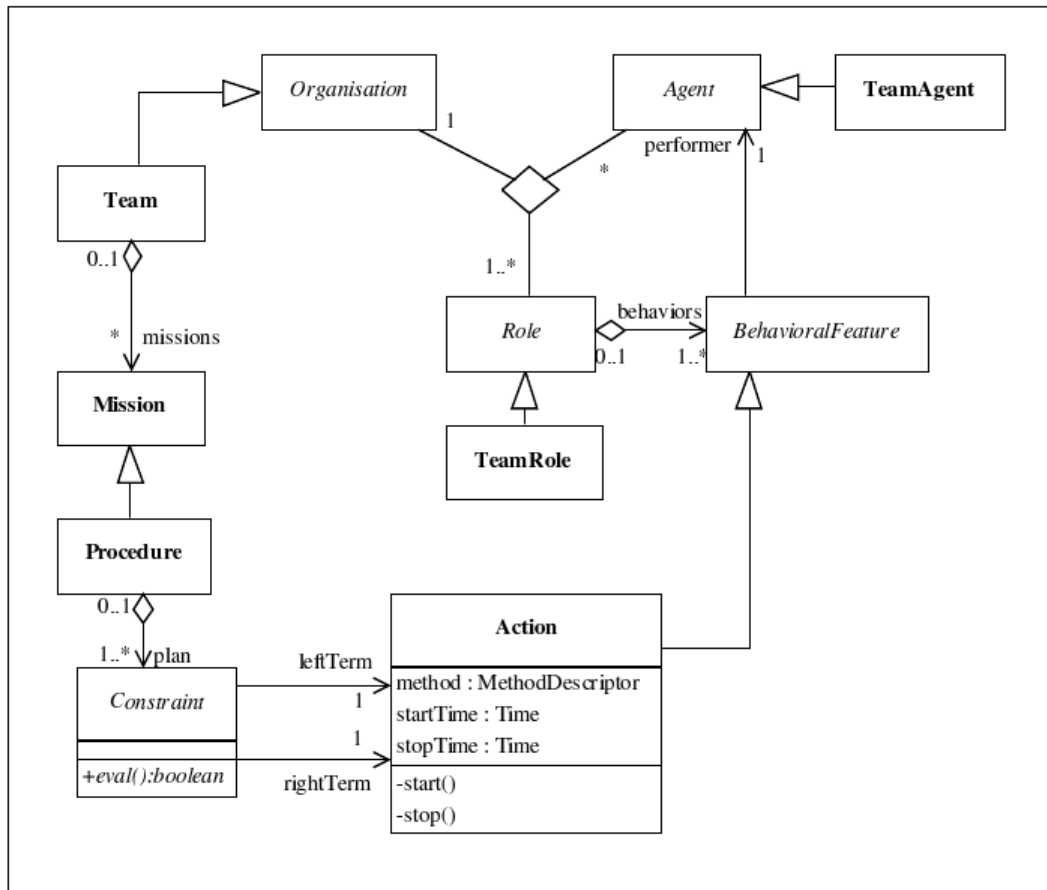 Organisation
Agent
TeamAgent
1
performer
1
*
Team
0..1
1..*
behaviors
Role
BehavioralFeature
0..1
1..*
* missions
Mission
TeamRole
Procedure
0..1
1..* plan
Action
leftTerm
Constraint
1
method : MethodDescriptor
startTime : Time
1
stopTime : Time
+eval():boolean
rightTerm
-start()
-stop()